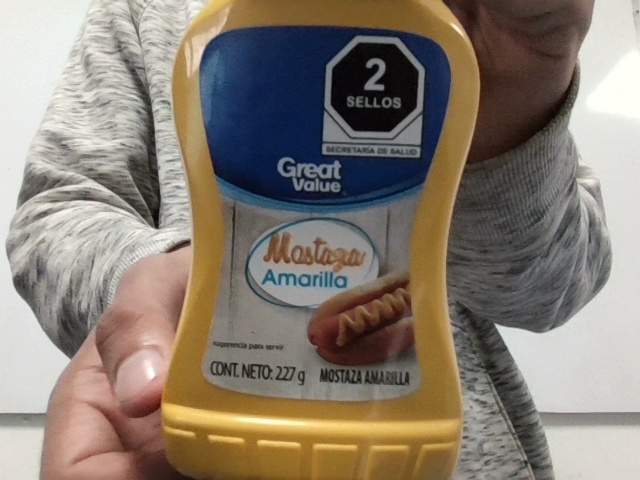 2
SELLOS
SECRETARÍA DE SALUD
Great
Value
Mostaza
Amarilla
sugerencia para servir
CONT. NETO: 227 g MOSTAZA AMARILLA